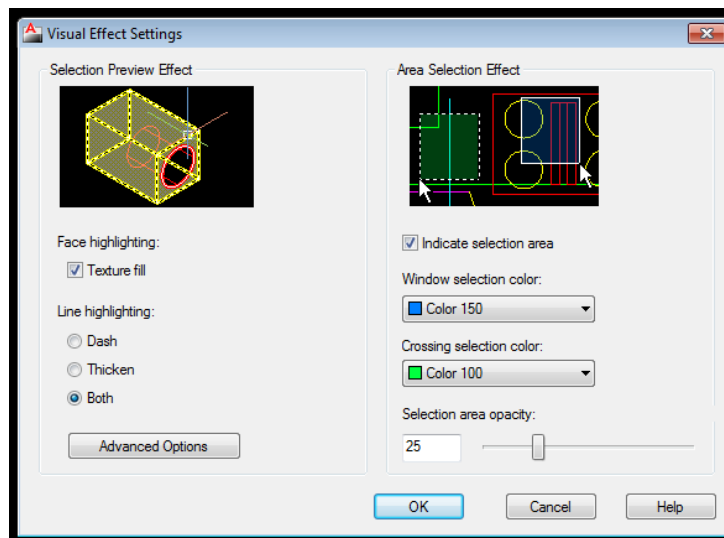 Visual Effect Settings
Selection Preview Effect
Face highlighting:
Texture fill
Line highlighting:
Dash
Thicken
Both
Advanced Options
Area Selection Effect
Indicate selection area
Window selection color:
Color 150
Crossing selection color:
Color 100
Selection area opacity:
25
OK
Cancel
Help